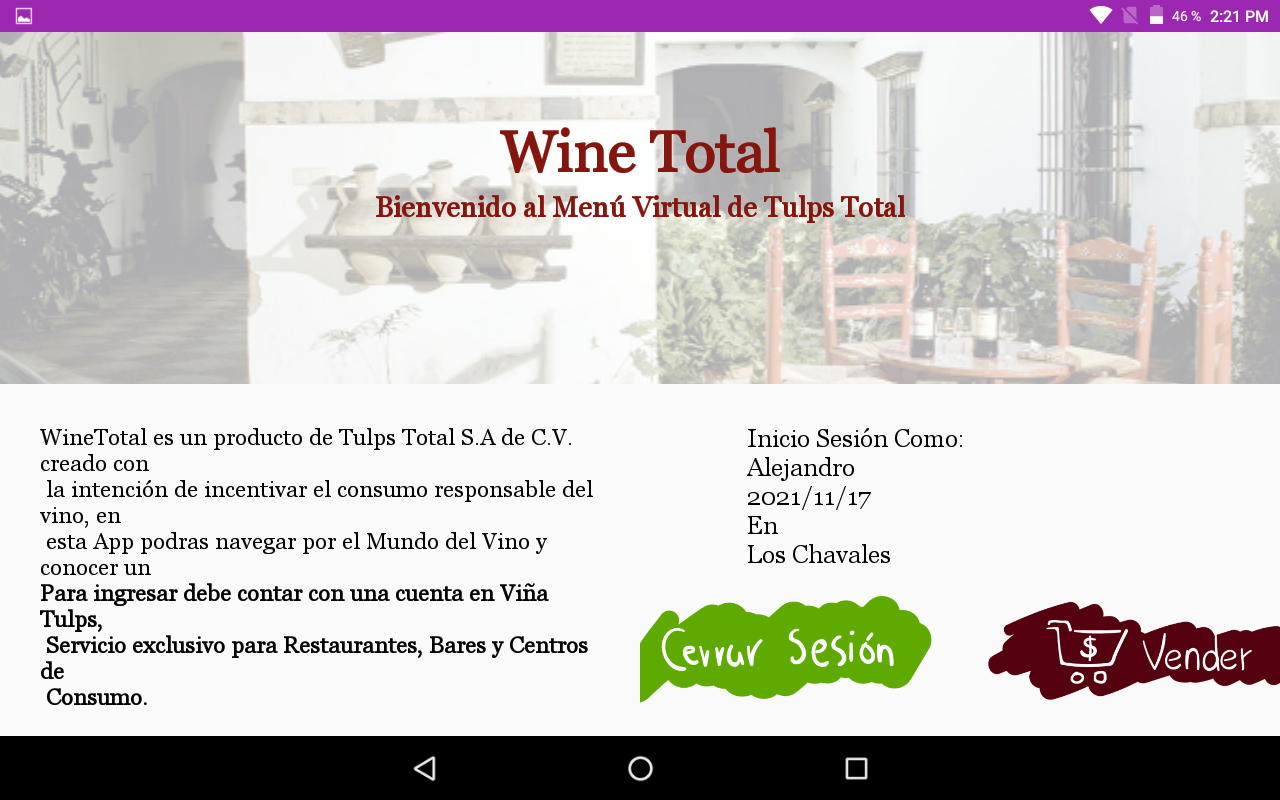 46 % 2:21 PM
Wine Total
Bienvenido al Menú Virtual de Tulps Total
WineTotal es un producto de Tulps Total S.A de C.V.
creado con
la intención de incentivar el consumo responsable del
vino, en
esta App podras navegar por el Mundo del Vino y
conocer un
Para ingresar debe contar con una cuenta en Viña
Tulps,
Servicio exclusivo para Restaurantes, Bares y Centros
de
Consumo.
Inicio Sesión Como:
Alejandro
2021/11/17
En
Los Chavales
Cerrar Sesión
$ Vender